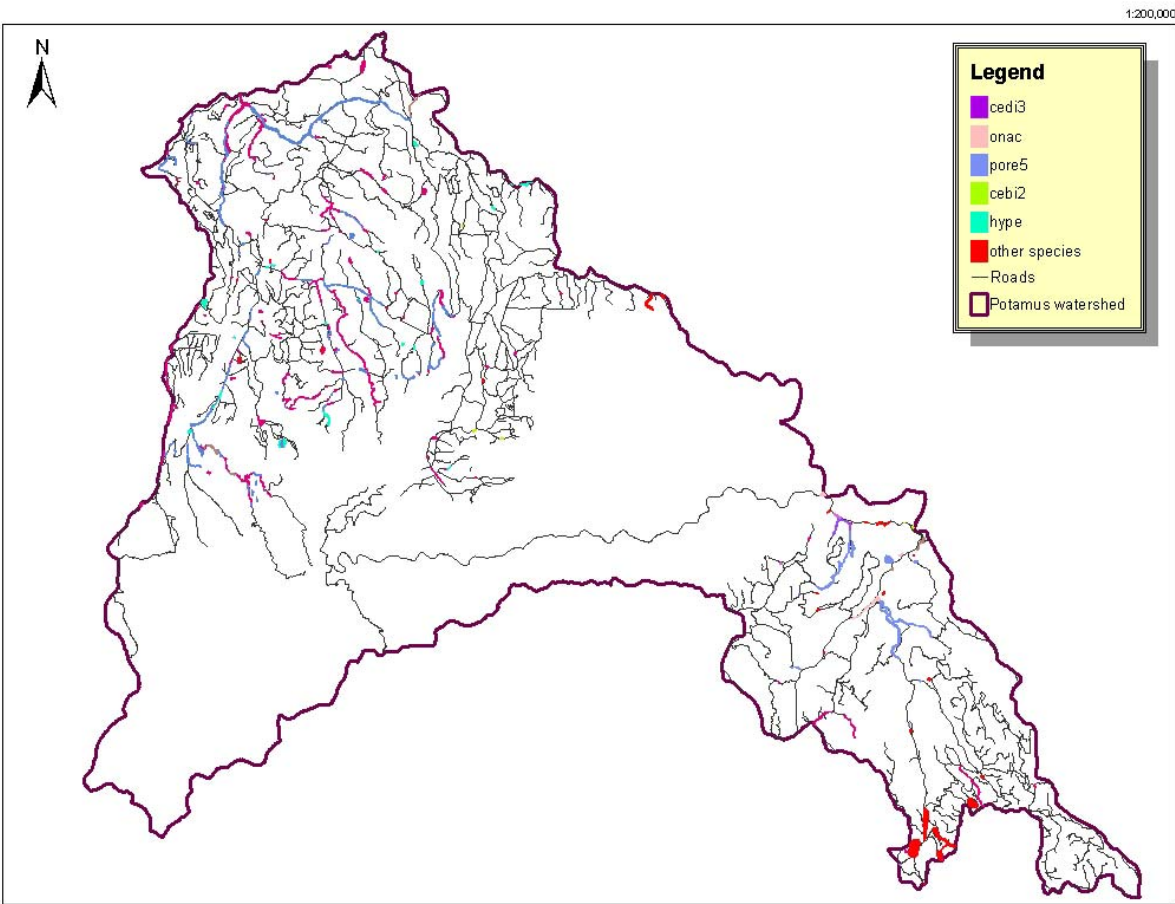 1:200,000
N
Legend
cedi3
onac
pore5
cebi2
hype
other species
Roads
Potamus watershed